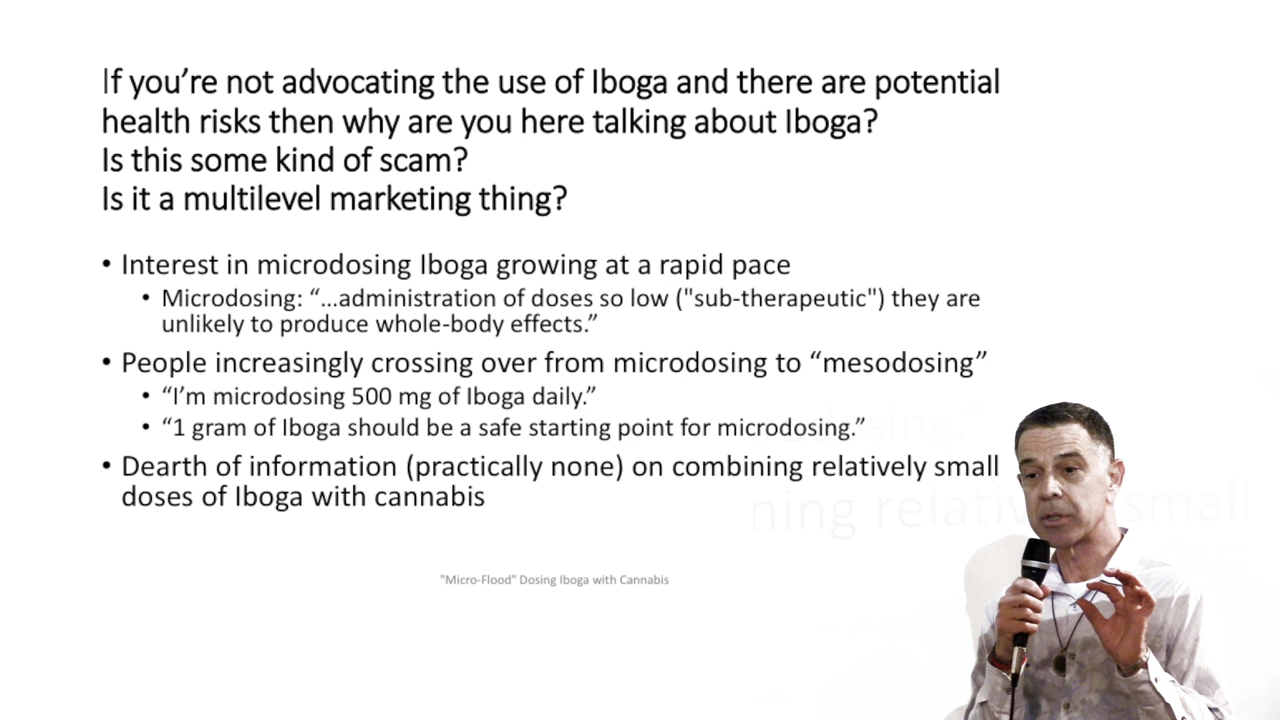 If you're not advocating the use of Iboga and there are potential
health risks then why are you here talking about Iboga?
Is this some kind of scam?
Is it a multilevel marketing thing?
• Interest in microdosing Iboga growing at a rapid pace
• Microdosing: “...administration of doses so low ("sub-therapeutic") they are
unlikely to produce whole-body effects.”
• People increasingly crossing over from microdosing to “mesodosing”
• “I’m microdosing 500 mg of Iboga daily.”
• “1 gram of Iboga should be a safe starting point for microdosing.”
• Dearth of information (practically none) on combining relatively small
doses of Iboga with cannabis
ning relativ small
"Micro-Flood" Dosing Iboga with Cannabis